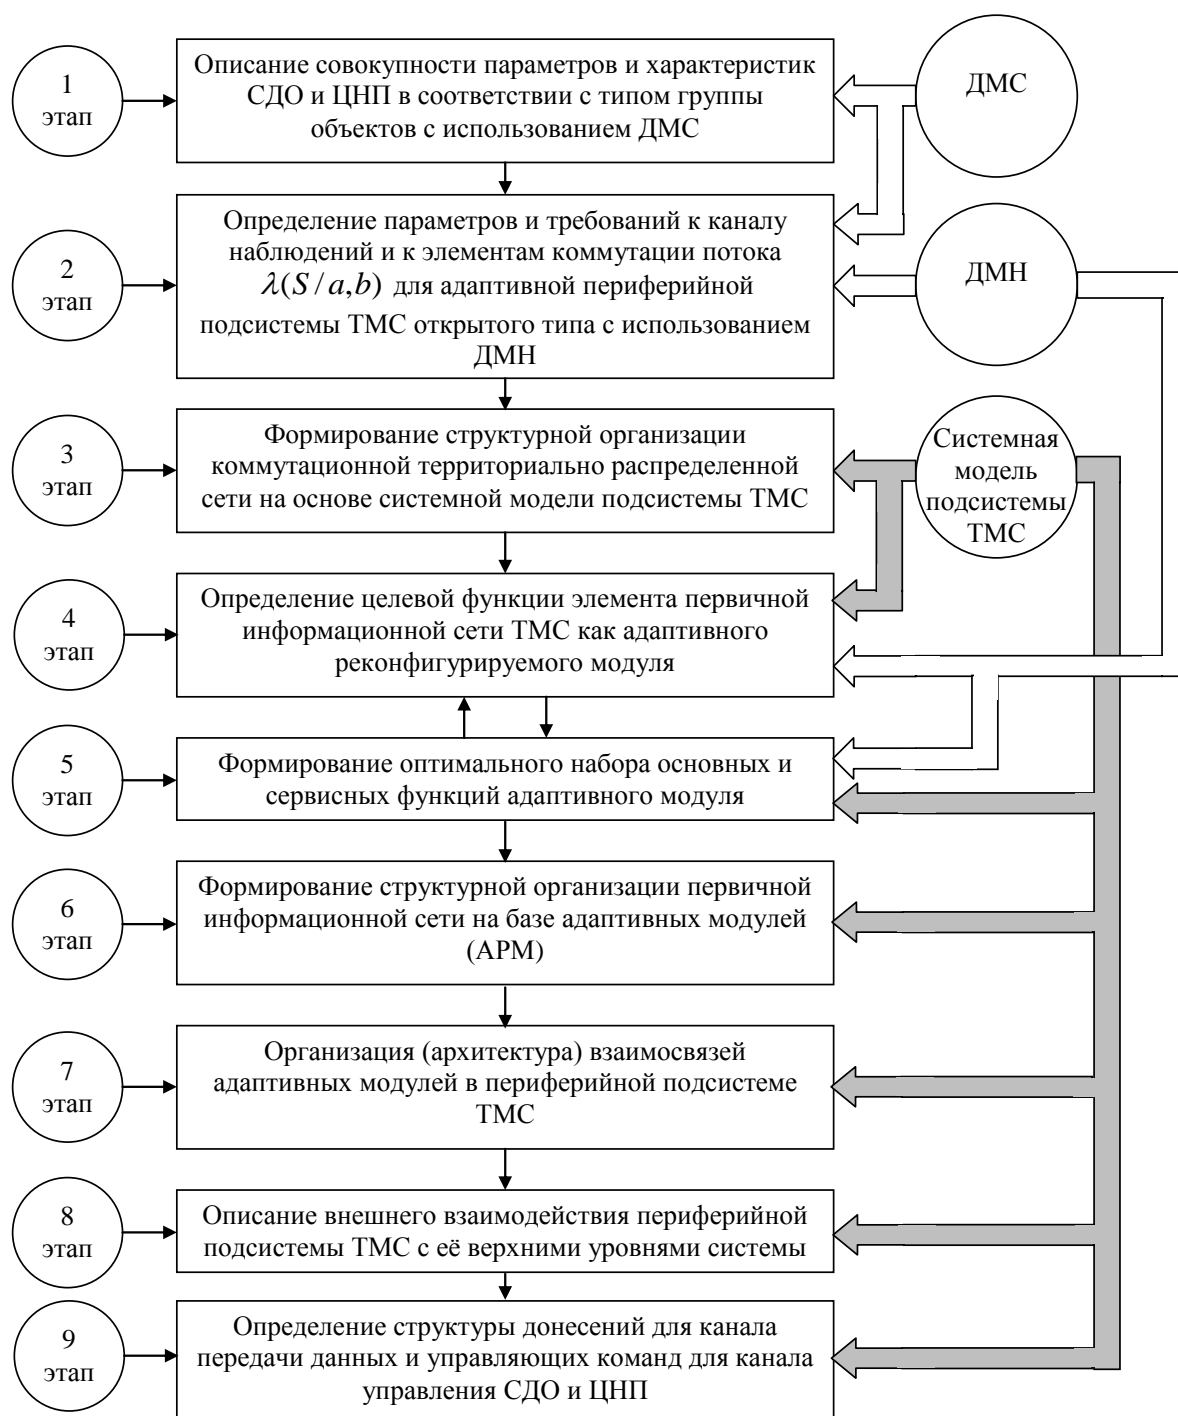 1
этап
Описание совокупности параметров и характеристик
СДО и ЦНП в соответствии с типом группы
объектов с использованием ДМС
ДМС
2
этап
Определение параметров и требований к каналу
наблюдений и к элементам коммутации потока
λ(S / a,b) для адаптивной периферийной
подсистемы ТМС открытого типа с использованием
ДМН
ДМН
3
этап
Формирование структурной организации
коммутационной территориально распределенной
сети на основе системной модели подсистемы ТМС
Системная
модель
подсистемы
ТМС
4
этап
Определение целевой функции элемента первичной
информационной сети ТМС как адаптивного
реконфигурируемого модуля
5
этап
Формирование оптимального набора основных и
сервисных функций адаптивного модуля
6
этап
Формирование структурной организации первичной
информационной сети на базе адаптивных модулей
(АРМ)
7
этап
Организация (архитектура) взаимосвязей
адаптивных модулей в периферийной подсистеме
ТМС
8
этап
Описание внешнего взаимодействия периферийной
подсистемы ТМС с её верхними уровнями системы
9
этап
Определение структуры донесений для канала
передачи данных и управляющих команд для канала
управления СДО и ЦНП